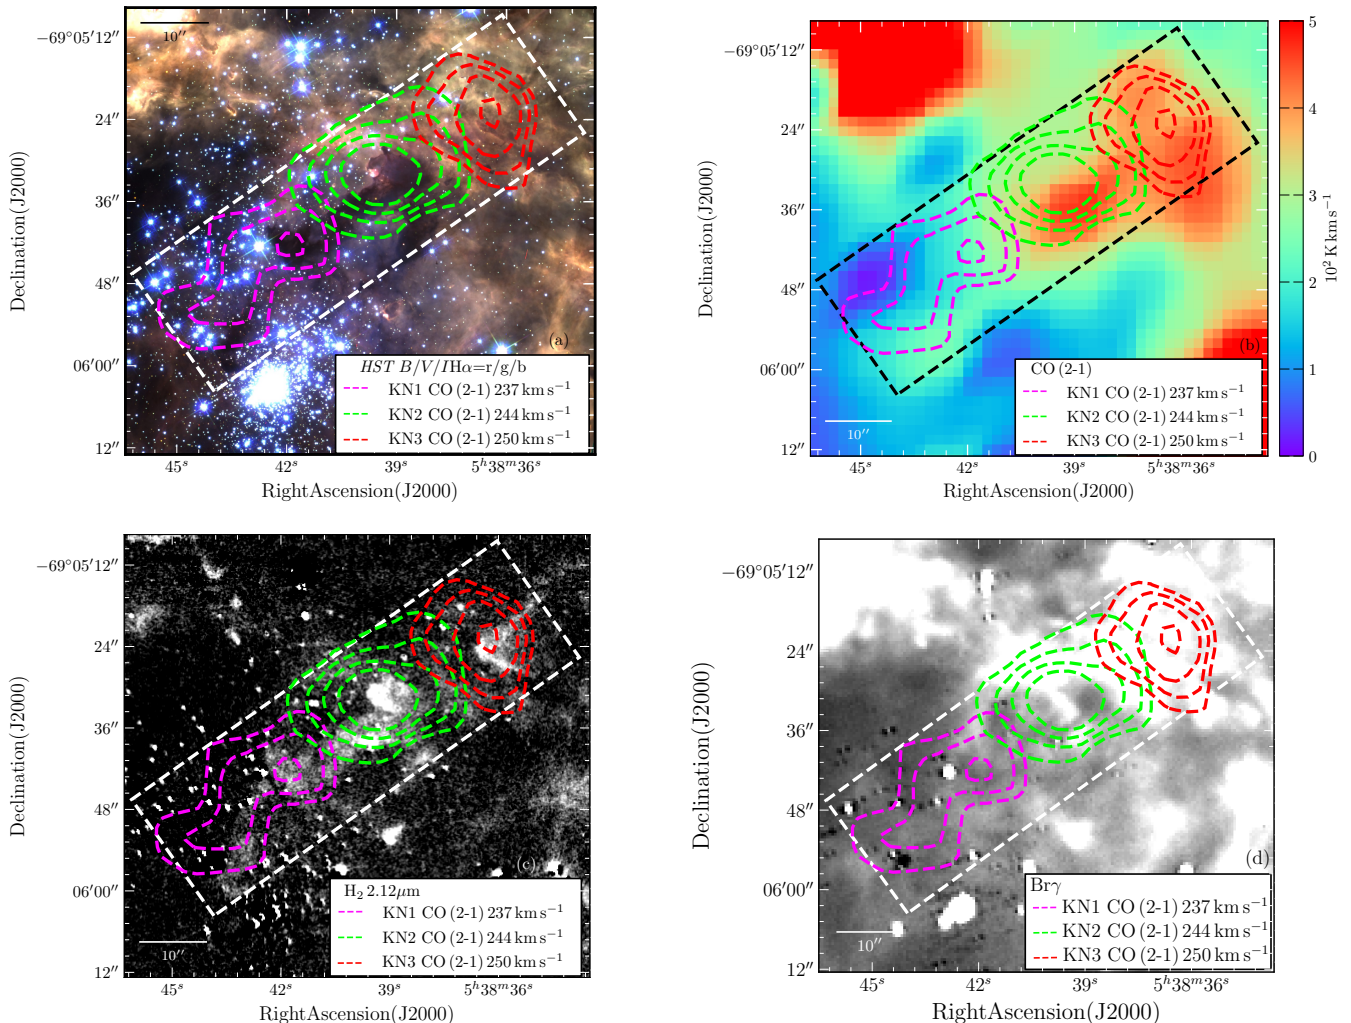 10″
−69°05′12″
24″
36″
48″
06′00″
12″
Declination(J2000)
45ˢ
42ˢ
39ˢ
5ʰ38ᵐ36ˢ
RightAscension(J2000)
(a)
HST B/V/IHα=r/g/b
KN1 CO (2-1) 237 km s⁻¹
KN2 CO (2-1) 244 km s⁻¹
KN3 CO (2-1) 250 km s⁻¹
−69°05′12″
24″
36″
48″
06′00″
12″
Declination(J2000)
45ˢ
42ˢ
39ˢ
5ʰ38ᵐ36ˢ
RightAscension(J2000)
10″
(b)
CO (2-1)
KN1 CO (2-1) 237 km s⁻¹
KN2 CO (2-1) 244 km s⁻¹
KN3 CO (2-1) 250 km s⁻¹
5
4
3
2
1
0
10² K km s⁻¹
−69°05′12″
24″
36″
48″
06′00″
12″
Declination(J2000)
45ˢ
42ˢ
39ˢ
5ʰ38ᵐ36ˢ
RightAscension(J2000)
10″
(c)
H₂ 2.12μm
KN1 CO (2-1) 237 km s⁻¹
KN2 CO (2-1) 244 km s⁻¹
KN3 CO (2-1) 250 km s⁻¹
−69°05′12″
24″
36″
48″
06′00″
12″
Declination(J2000)
45ˢ
42ˢ
39ˢ
5ʰ38ᵐ36ˢ
RightAscension(J2000)
10″
(d)
Brγ
KN1 CO (2-1) 237 km s⁻¹
KN2 CO (2-1) 244 km s⁻¹
KN3 CO (2-1) 250 km s⁻¹